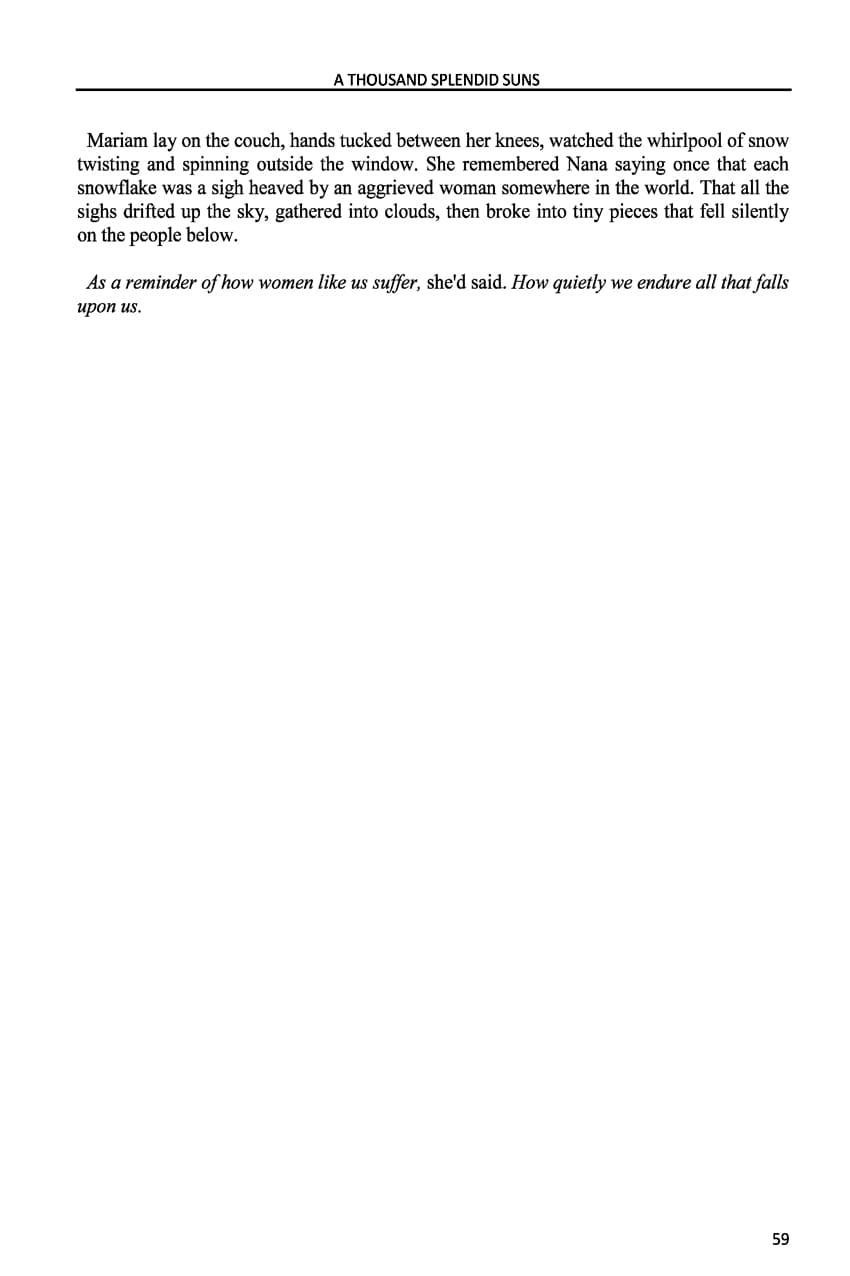 A THOUSAND SPLENDID SUNS
Mariam lay on the couch, hands tucked between her knees, watched the whirlpool of snow
twisting and spinning outside the window. She remembered Nana saying once that each
snowflake was a sigh heaved by an aggrieved woman somewhere in the world. That all the
sighs drifted up the sky, gathered into clouds, then broke into tiny pieces that fell silently
on the people below.
As a reminder of how women like us suffer, she'd said. How quietly we endure all that falls
upon us.
59